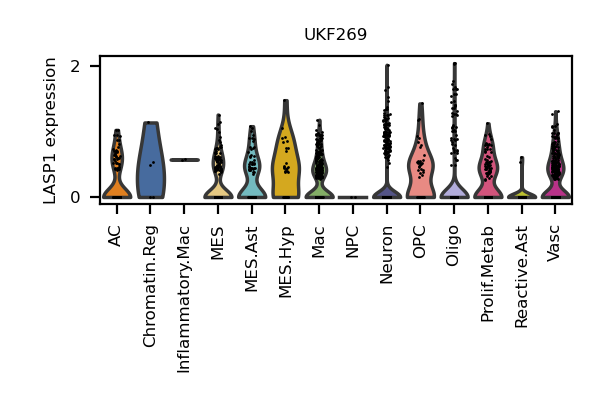 UKF269
LASP1 expression
2
0
AC
Chromatin.Reg
Inflammatory.Mac
MES
MES.Ast
MES.Hyp
Mac
NPC
Neuron
OPC
Oligo
Prolif.Metab
Reactive.Ast
Vasc